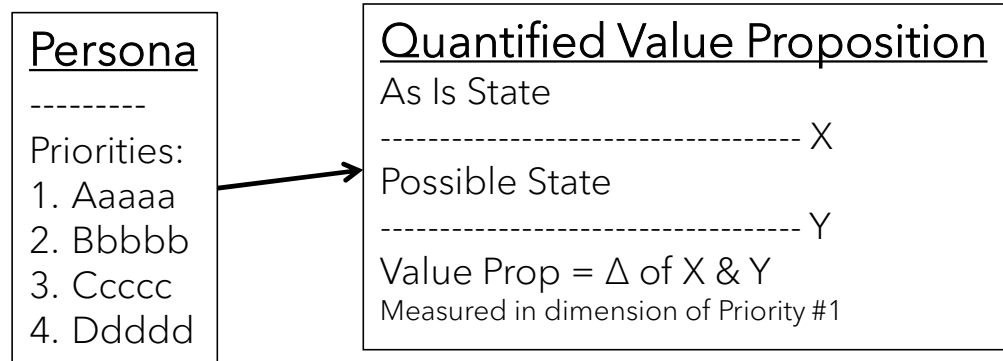 Persona
---------
Priorities:
1. Aaaaa
2. Bbbbb
3. Ccccc
4. Ddddd
Quantified Value Proposition
As Is State
----------------------------------- X
Possible State
----------------------------------- Y
Value Prop = Δ of X & Y
Measured in dimension of Priority #1